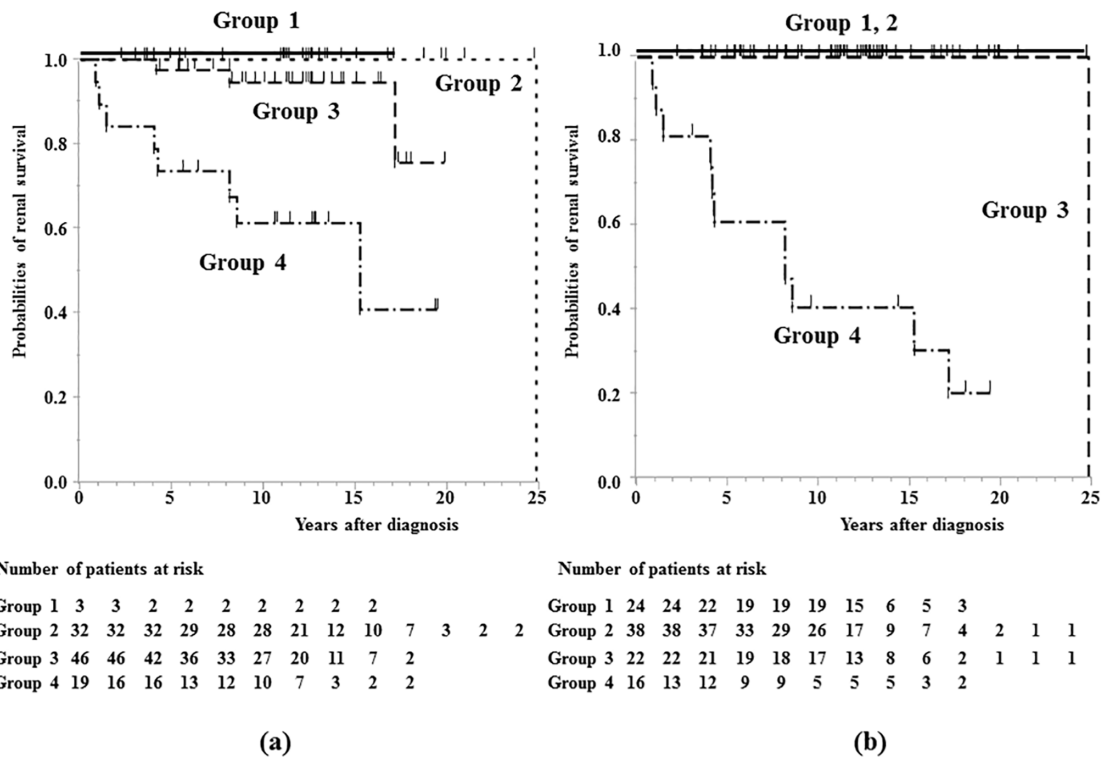 Group 1
1.0
0.8
0.6
0.4
0.2
0.0
Probabilities of renal survival
Group 2
Group 3
Group 4
0 5 10 15 20 25
Years after diagnosis
Number of patients at risk
Group 1 3 3 2 2 2 2 2 2 2
Group 2 32 32 32 29 28 28 21 12 10 7 3 2 2
Group 3 46 46 42 36 33 27 20 11 7 2
Group 4 19 16 16 13 12 10 7 3 2 2
(a)
Group 1, 2
1.0
0.8
0.6
0.4
0.2
0.0
Probabilities of renal survival
Group 3
Group 4
0 5 10 15 20 25
Years after diagnosis
Number of patients at risk
Group 1 24 24 22 19 19 19 15 6 5 3
Group 2 38 38 37 33 29 26 17 9 7 4 2 1 1
Group 3 22 22 21 19 18 17 13 8 6 2 1 1 1
Group 4 16 13 12 9 9 5 5 5 3 2
(b)